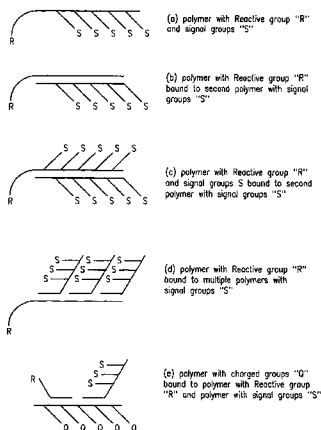 R
S S S S S
(a) polymer with Reactive group "R"
and signal groups "S"
R
S S S S S
(b) polymer with Reactive group "R"
bound to second polymer with signal
groups "S"
S S S S S
R
S S S S S
(c) polymer with Reactive group "R"
and signal groups S bound to second
polymer with signal groups "S"
S S S
S S S
S S S
R
(d) polymer with Reactive group "R"
bound to multiple polymers with
signal groups "S"
S
S
S
R
Q Q Q Q Q
(e) polymer with charged groups "Q"
bound to polymer with Reactive group
"R" and polymer with signal groups "S"